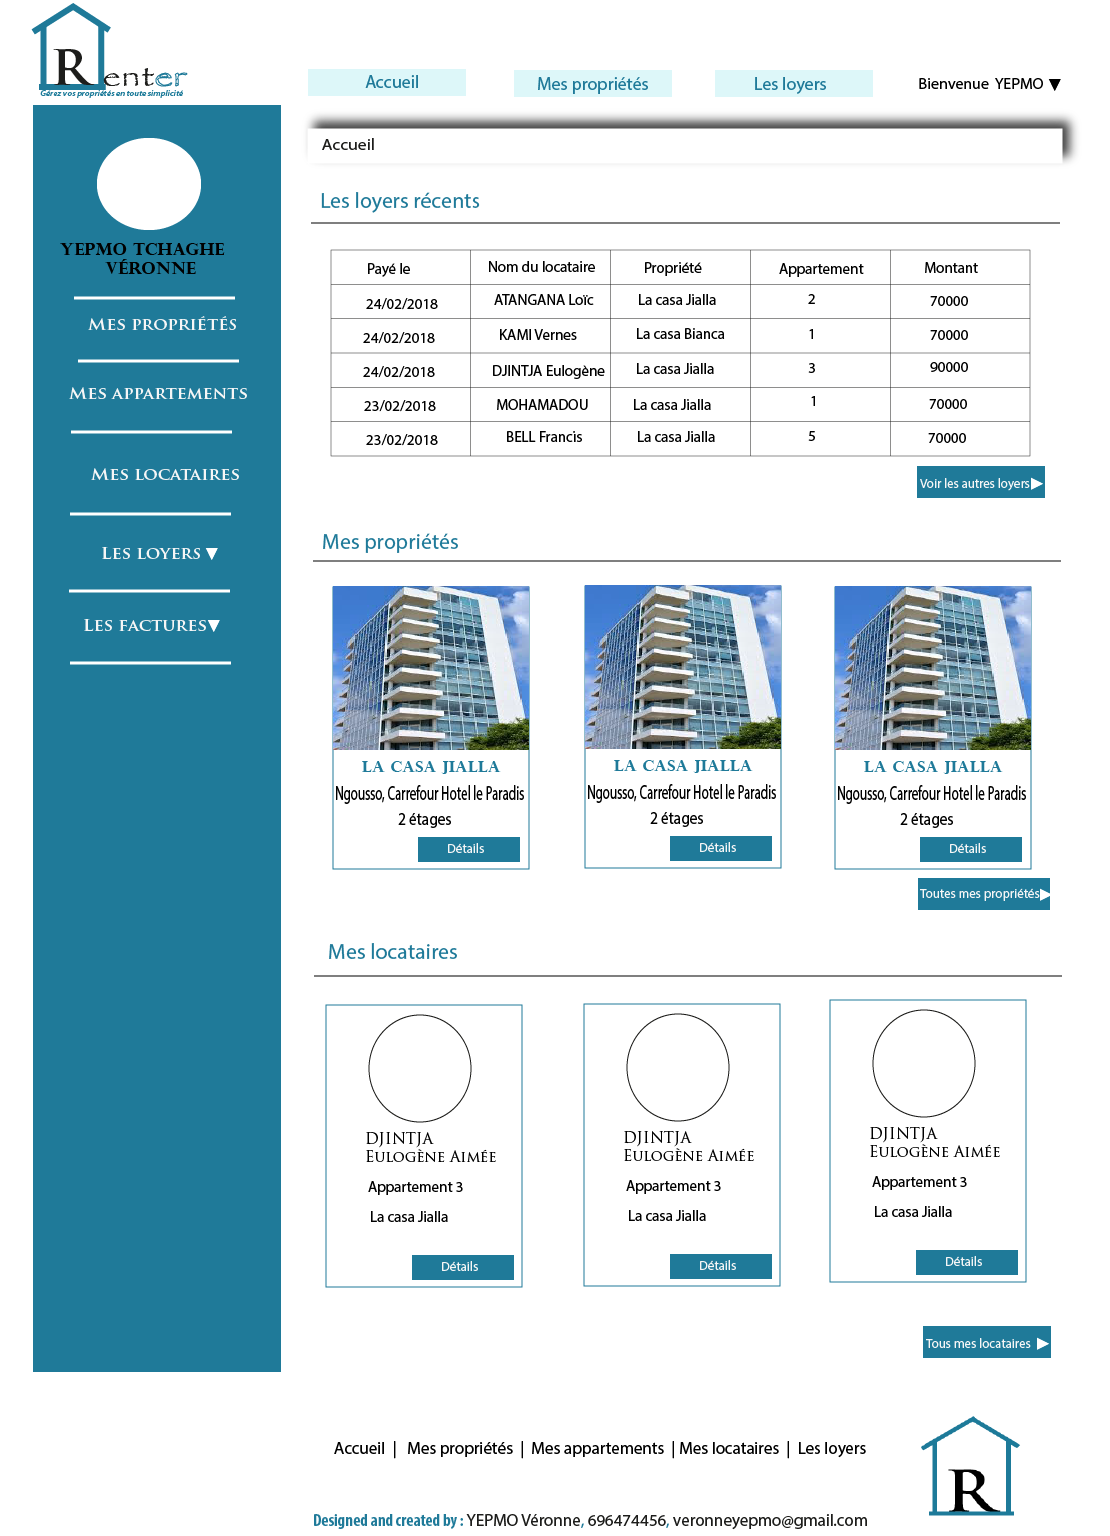 Renter
Gérez vos propriétés en toute simplicité
Accueil
Mes propriétés
Les loyers
Bienvenue YEPMO ▼
YEPMO TCHAGHE
VÉRONNE
MES PROPRIÉTÉS
MES APPARTEMENTS
MES LOCATAIRES
LES LOYERS ▼
LES FACTURES▼
Accueil
Les loyers récents
Payé le Nom du locataire Propriété Appartement Montant
24/02/2018 ATANGANA Loïc La casa Jialla 2 70000
24/02/2018 KAMI Vernes La casa Bianca 1 70000
24/02/2018 DJINTJA Eulogène La casa Jialla 3 90000
23/02/2018 MOHAMADOU La casa Jialla 1 70000
23/02/2018 BELL Francis La casa Jialla 5 70000
Voir les autres loyers▶
Mes propriétés
LA CASA JIALLA
Ngousso, Carrefour Hotel le Paradis
2 étages
Détails
LA CASA JIALLA
Ngousso, Carrefour Hotel le Paradis
2 étages
Détails
LA CASA JIALLA
Ngousso, Carrefour Hotel le Paradis
2 étages
Détails
Toutes mes propriétés▶
Mes locataires
DJINTJA
EULOGÈNE AIMÉE
Appartement 3
La casa Jialla
Détails
DJINTJA
EULOGÈNE AIMÉE
Appartement 3
La casa Jialla
Détails
DJINTJA
EULOGÈNE AIMÉE
Appartement 3
La casa Jialla
Détails
Tous mes locataires ▶
Accueil | Mes propriétés | Mes appartements | Mes locataires | Les loyers
R
Designed and created by : YEPMO Véronne, 696474456, veronneyepmo@gmail.com